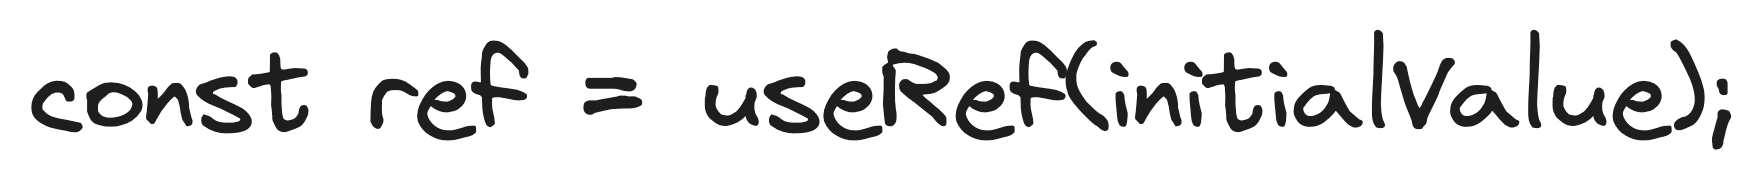 const ref = useRef(initialValue);